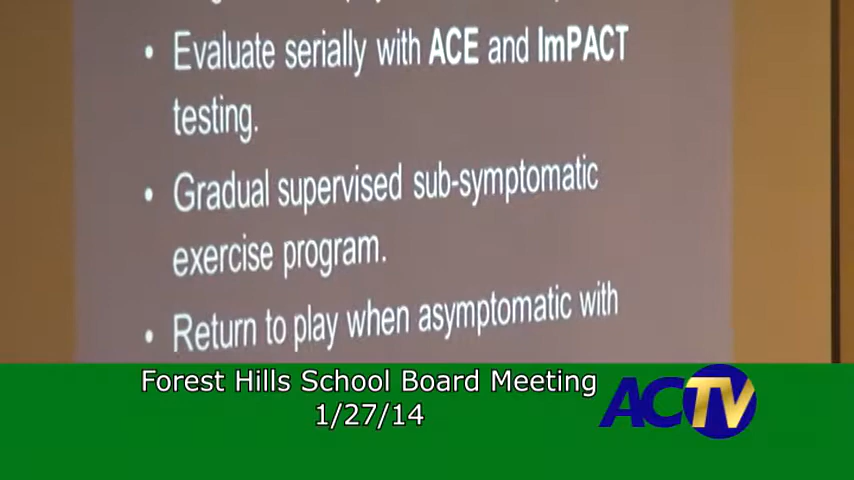 • Evaluate serially with ACE and ImPACT
testing.
• Gradual supervised sub-symptomatic
exercise program.
• Return to play when asymptomatic with
Forest Hills School Board Meeting
1/27/14
ACTV